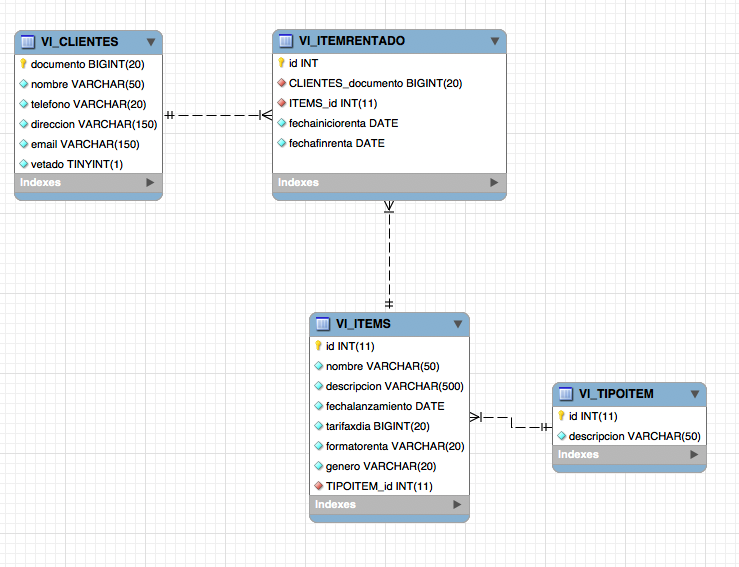 VI_CLIENTES
documento BIGINT(20)
nombre VARCHAR(50)
telefono VARCHAR(20)
direccion VARCHAR(150)
email VARCHAR(150)
vetado TINYINT(1)
Indexes
VI_ITEMRENTADO
id INT
CLIENTES_documento BIGINT(20)
ITEMS_id INT(11)
fechainiciorenta DATE
fechafinrenta DATE
Indexes
VI_ITEMS
id INT(11)
nombre VARCHAR(50)
descripcion VARCHAR(500)
fechalanzamiento DATE
tarifaxdia BIGINT(20)
formatorenta VARCHAR(20)
genero VARCHAR(20)
TIPOITEM_id INT(11)
Indexes
VI_TIPOITEM
id INT(11)
descripcion VARCHAR(50)
Indexes